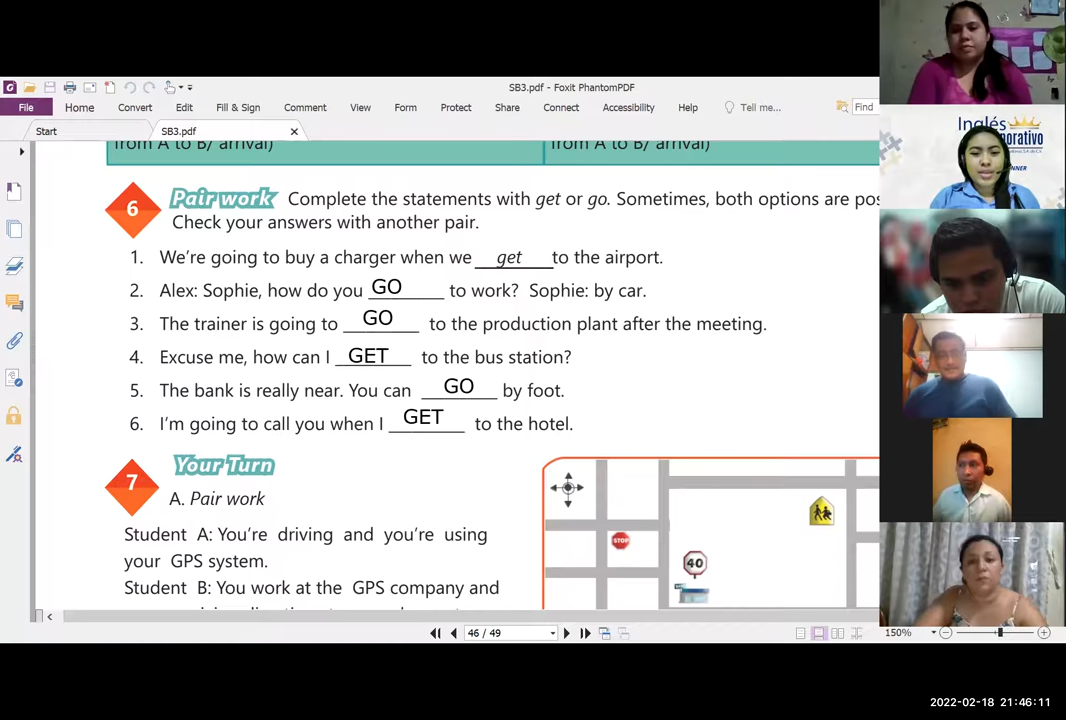 SB3.pdf - Foxit PhantomPDF
File Home Convert Edit Fill & Sign Comment View Form Protect Share Connect Accessibility Help Tell me... Find
Start SB3.pdf
from A to B/ arrival) from A to B/ arrival)
6 Pair work Complete the statements with get or go. Sometimes, both options are pos
Check your answers with another pair.
1. We're going to buy a charger when we get to the airport.
2. Alex: Sophie, how do you GO to work? Sophie: by car.
3. The trainer is going to GO to the production plant after the meeting.
4. Excuse me, how can I GET to the bus station?
5. The bank is really near. You can GO by foot.
6. I'm going to call you when I GET to the hotel.
7 Your Turn
A. Pair work
Student A: You're driving and you're using
your GPS system.
Student B: You work at the GPS company and
STOP
40
46 / 49
150%
Inglés
orativo
NNER
2022-02-18 21:46:11